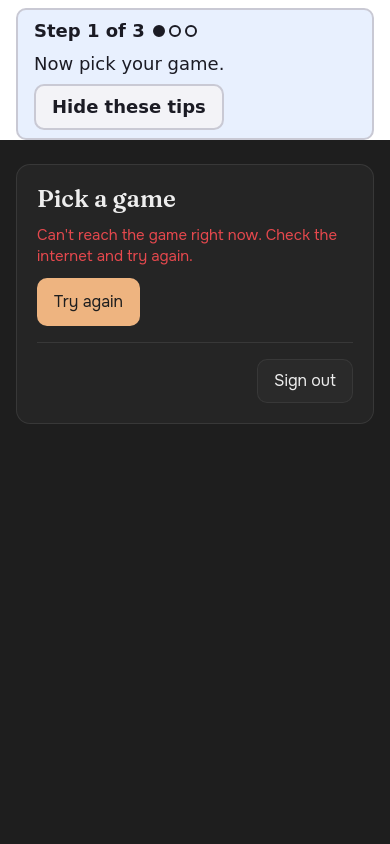 Step 1 of 3
Now pick your game.
Hide these tips
Pick a game
Can't reach the game right now. Check the
internet and try again.
Try again
Sign out